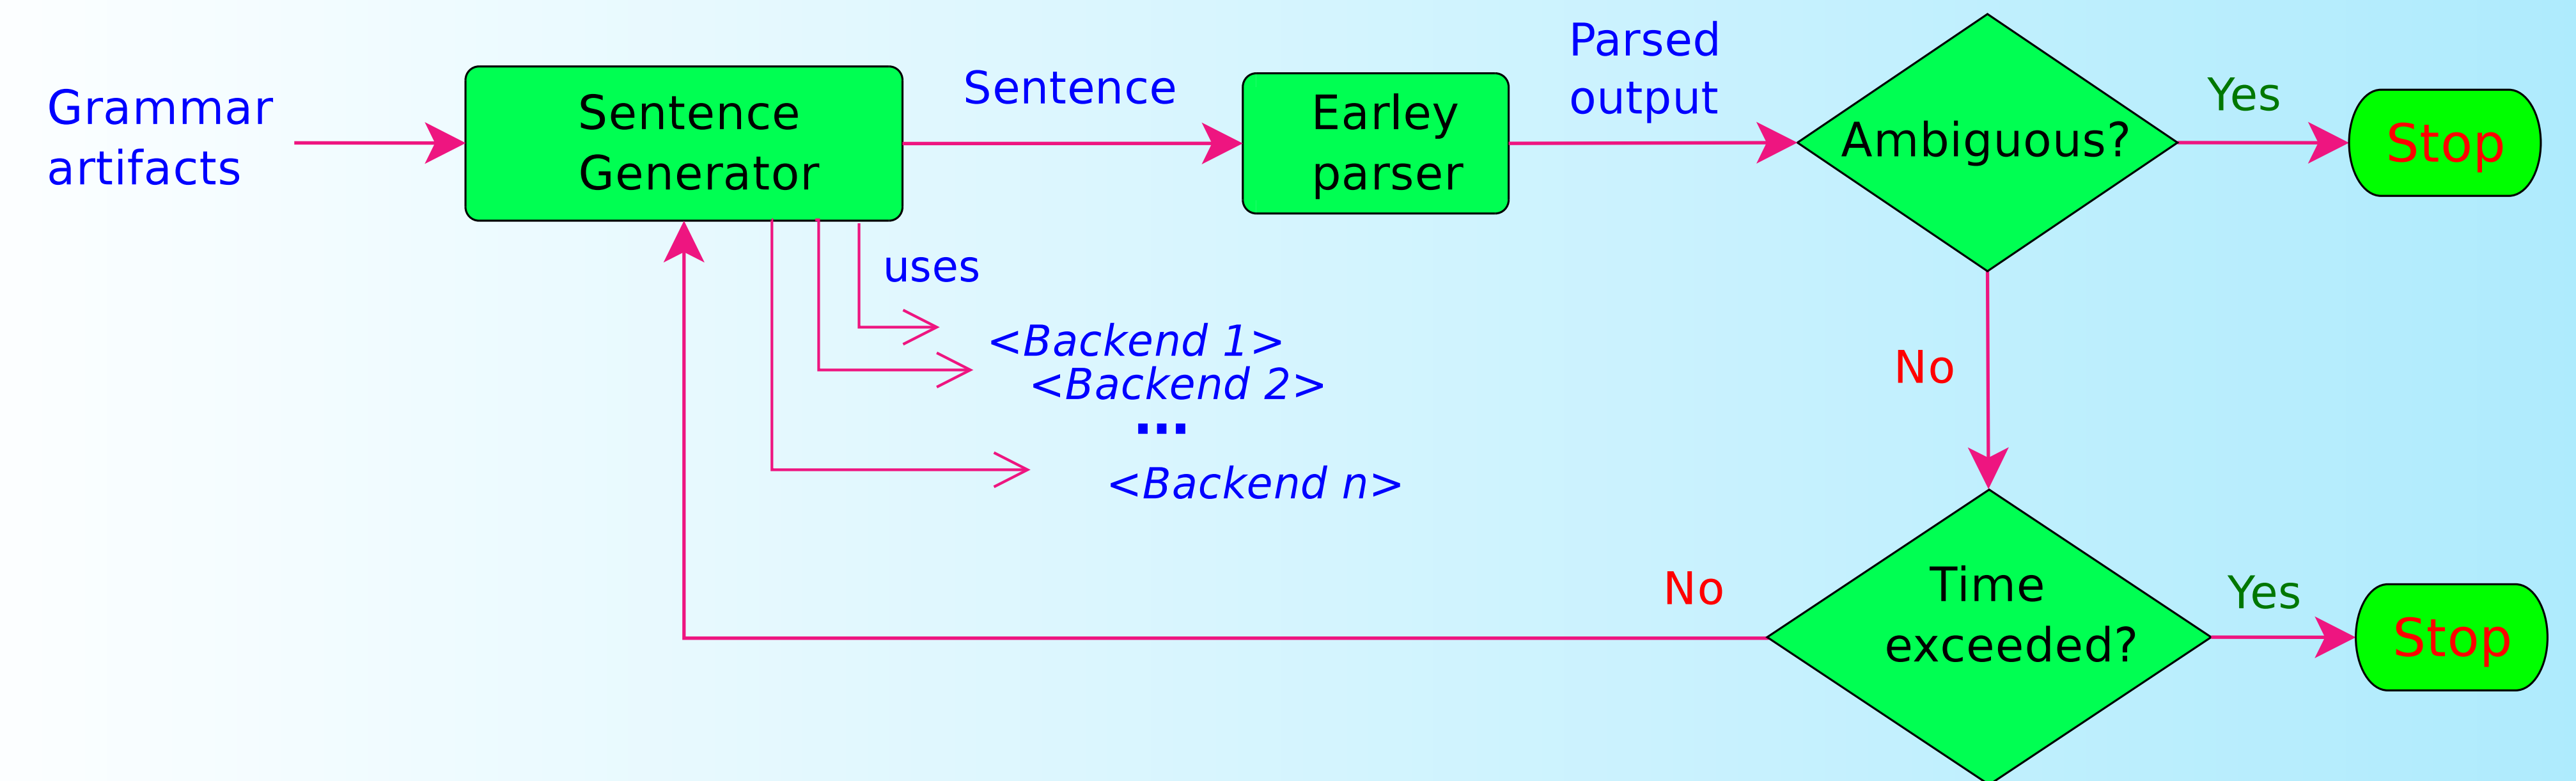 Grammar
artifacts
Sentence
Generator
Sentence
Earley
parser
Parsed
output
Ambiguous?
Yes
Stop
uses
<Backend 1>
<Backend 2>
...
<Backend n>
No
Time
exceeded?
Yes
Stop
No